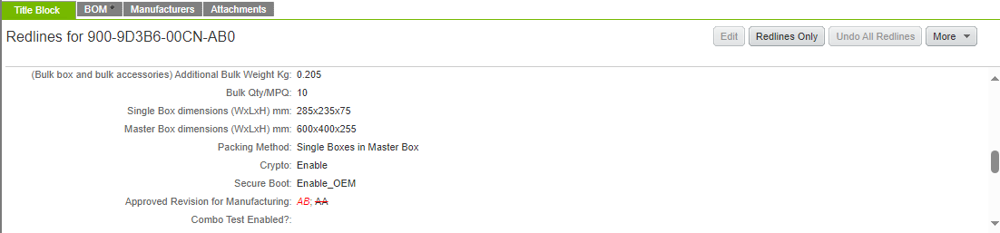 Title Block BOM * Manufacturers Attachments
Redlines for 900-9D3B6-00CN-AB0 Edit Redlines Only Undo All Redlines More
(Bulk box and bulk accessories) Additional Bulk Weight Kg: 0.205
Bulk Qty/MPQ: 10
Single Box dimensions (WxLxH) mm: 285x235x75
Master Box dimensions (WxLxH) mm: 600x400x255
Packing Method: Single Boxes in Master Box
Crypto: Enable
Secure Boot: Enable_OEM
Approved Revision for Manufacturing: AB; AA
Combo Test Enabled?: